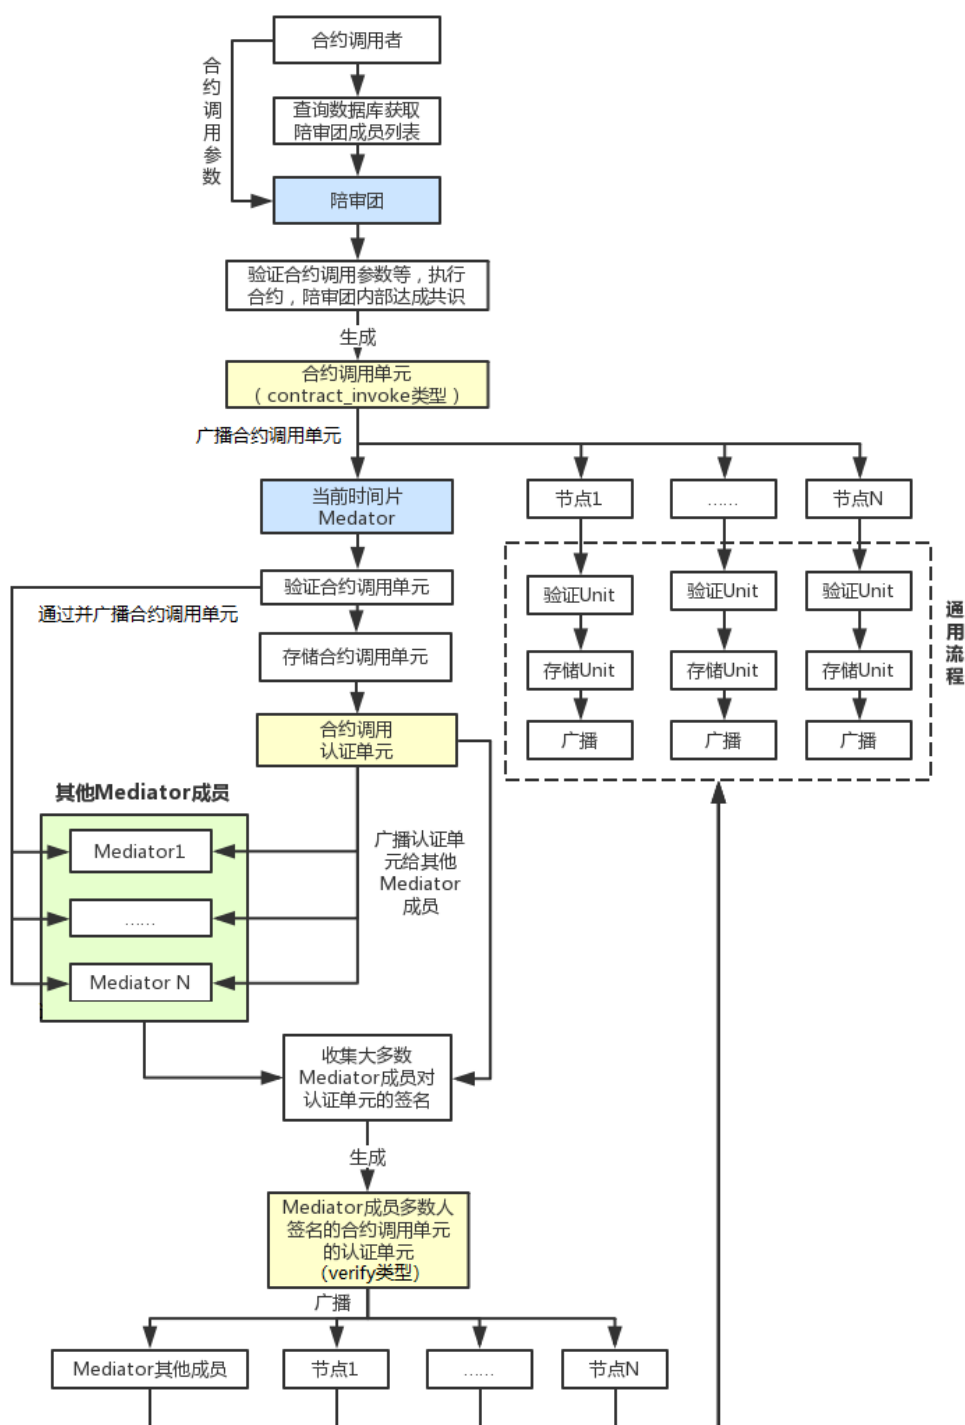 合约调用者
合约调用参数
查询数据库获取
陪审团成员列表
陪审团
验证合约调用参数等，执行
合约，陪审团内部达成共识
生成
合约调用单元
（contract_invoke类型）
广播合约调用单元
当前时间片
Medator
节点1
……
节点N
验证合约调用单元
通过并广播合约调用单元
存储合约调用单元
合约调用
认证单元
验证Unit
验证Unit
验证Unit
存储Unit
存储Unit
存储Unit
广播
广播
广播
通用流程
其他Mediator成员
Mediator1
……
Mediator N
广播认证单
元给其他
Mediator
成员
收集大多数
Mediator成员对
认证单元的签名
生成
Mediator成员多数人
签名的合约调用单元
的认证单元
（verify类型）
广播
Mediator其他成员
节点1
……
节点N